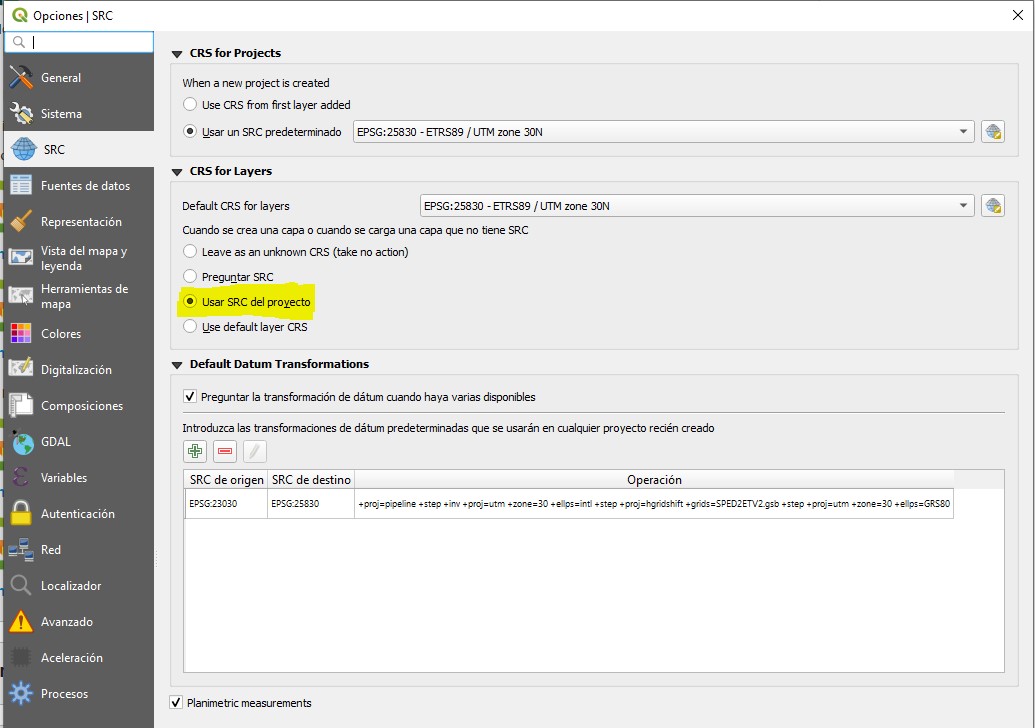 Opciones | SRC
General
Sistema
SRC
Fuentes de datos
Representación
Vista del mapa y
leyenda
Herramientas de
mapa
Colores
Digitalización
Composiciones
GDAL
Variables
Autenticación
Red
Localizador
Avanzado
Aceleración
Procesos
CRS for Projects
When a new project is created
Use CRS from first layer added
Usar un SRC predeterminado EPSG:25830 - ETRS89 / UTM zone 30N
CRS for Layers
Default CRS for layers EPSG:25830 - ETRS89 / UTM zone 30N
Cuando se crea una capa o cuando se carga una capa que no tiene SRC
Leave as an unknown CRS (take no action)
Preguntar SRC
Usar SRC del proyecto
Use default layer CRS
Default Datum Transformations
Preguntar la transformación de dátum cuando haya varias disponibles
Introduzca las transformaciones de dátum predeterminadas que se usarán en cualquier proyecto recién creado
SRC de origen SRC de destino Operación
EPSG:23030 EPSG:25830 +proj=pipeline +step +inv +proj=utm +zone=30 +ellps=intl +step +proj=hgridshift +grids=SPED2ETV2.gsb +step +proj=utm +zone=30 +ellps=GRS80
Planimetric measurements